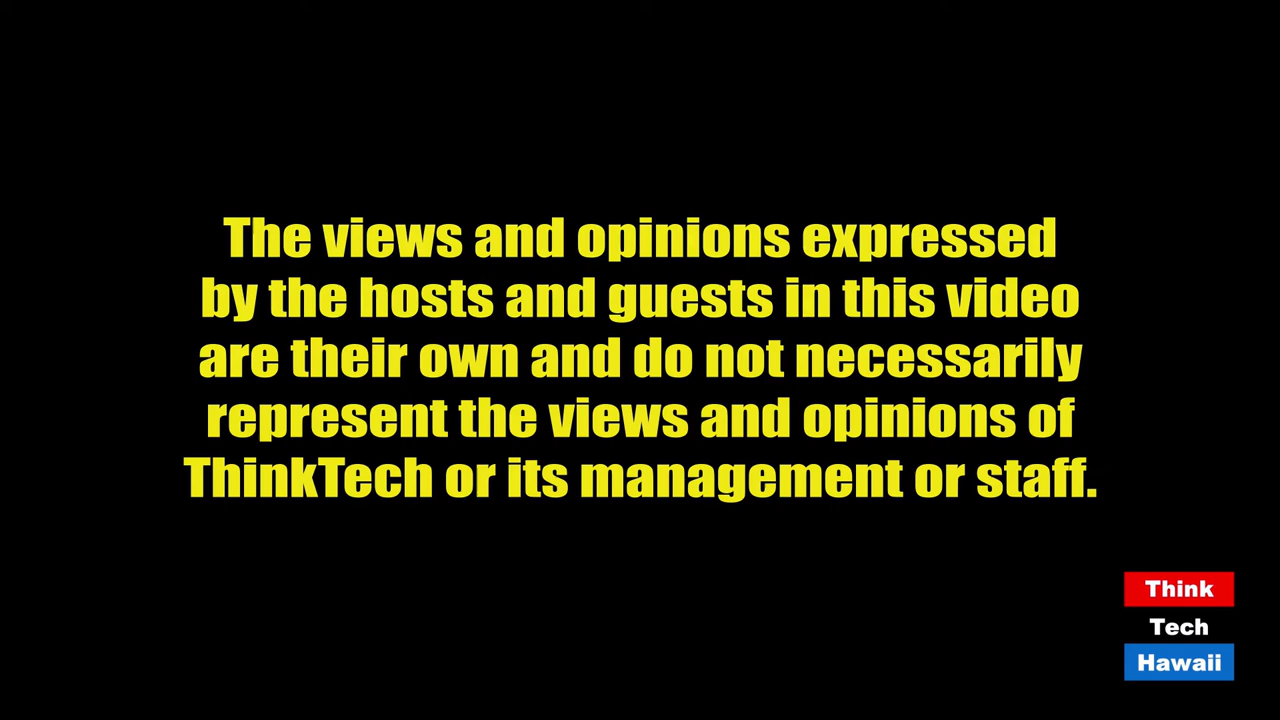 The views and opinions expressed
by the hosts and guests in this video
are their own and do not necessarily
represent the views and opinions of
ThinkTech or its management or staff.
Think
Tech
Hawaii